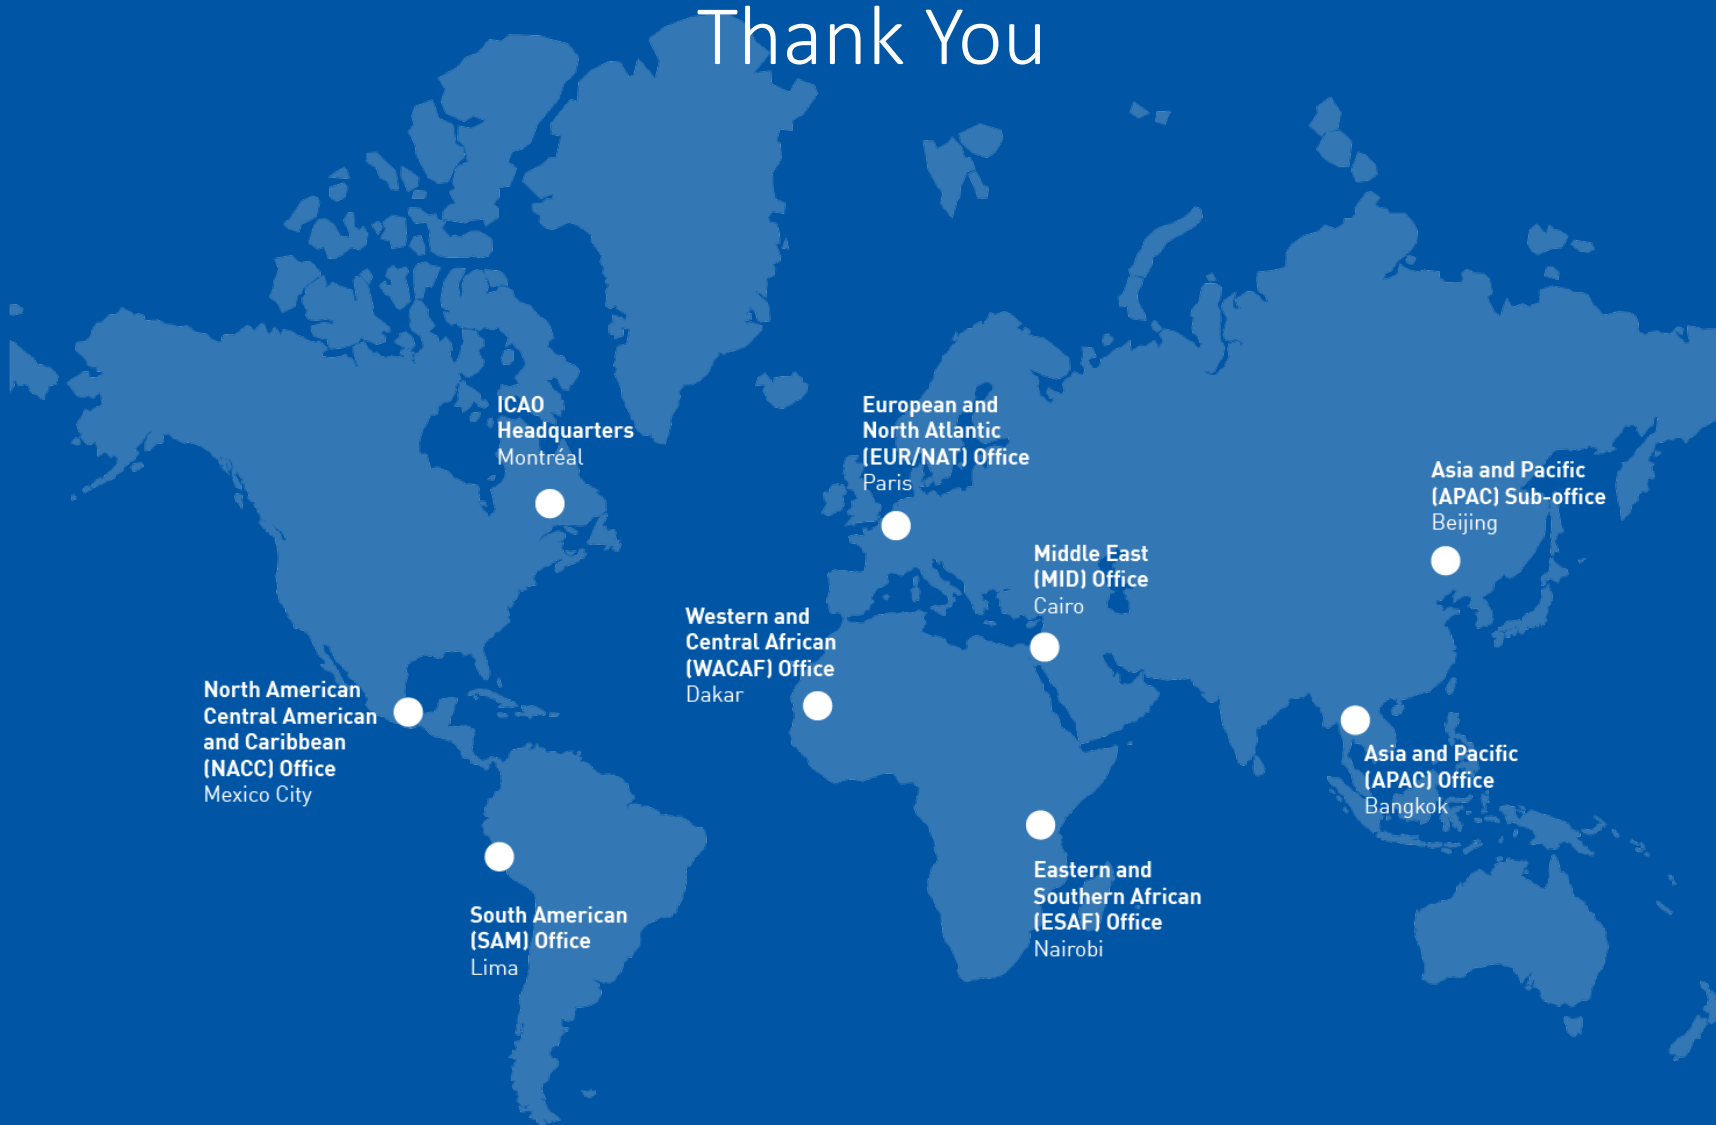 Thank You
ICAO
Headquarters
Montréal
European and
North Atlantic
(EUR/NAT) Office
Paris
Asia and Pacific
(APAC) Sub-office
Beijing
Middle East
(MID) Office
Cairo
Western and
Central African
(WACAF) Office
Dakar
North American
Central American
and Caribbean
(NACC) Office
Mexico City
Asia and Pacific
(APAC) Office
Bangkok
Eastern and
Southern African
(ESAF) Office
Nairobi
South American
(SAM) Office
Lima